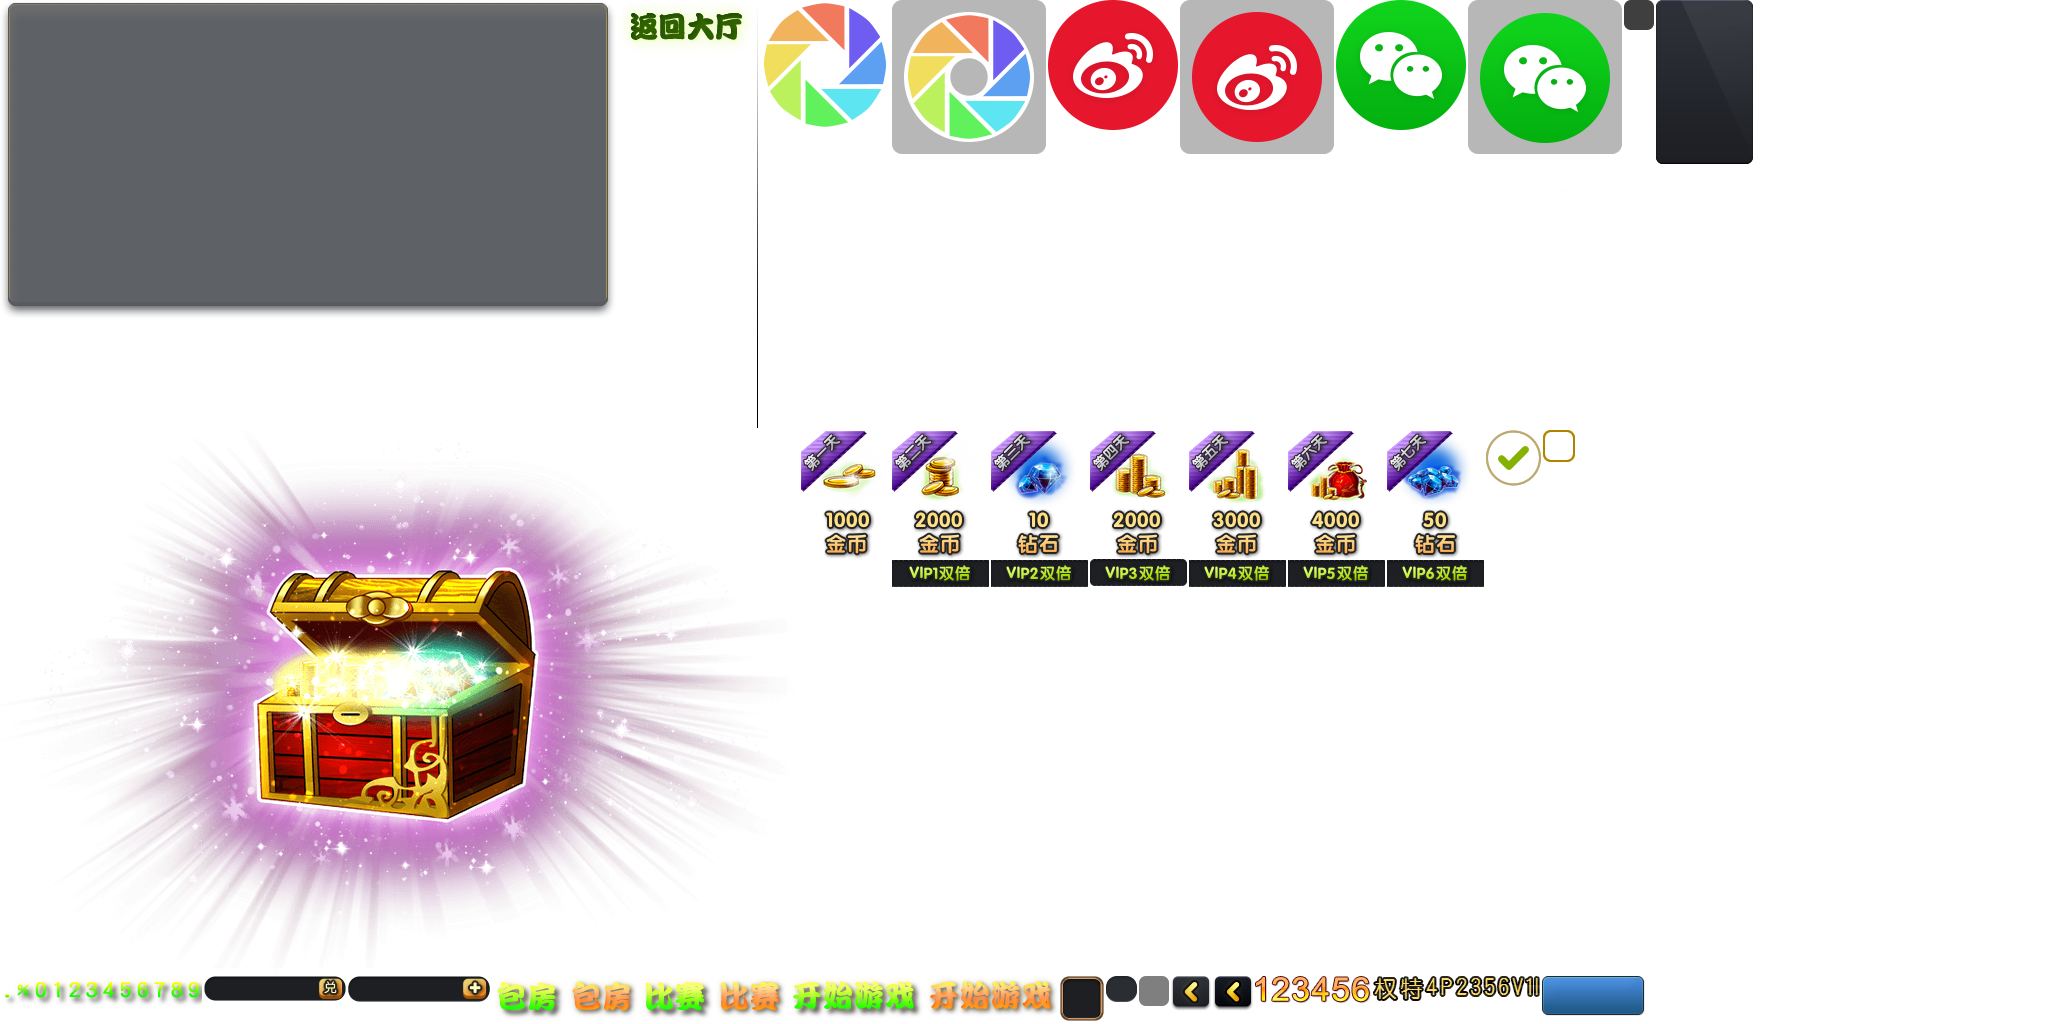 返回大厅
第一天
第二天
第三天
第四天
第五天
第六天
第七天
1000
金币
2000
金币
10
钻石
2000
金币
3000
金币
4000
金币
50
钻石
VIP1双倍
VIP2双倍
VIP3双倍
VIP4双倍
VIP5双倍
VIP6双倍
.%0123456789
兑
包房
包房
比赛
比赛
开始游戏
开始游戏
123456
权特4P2356V1